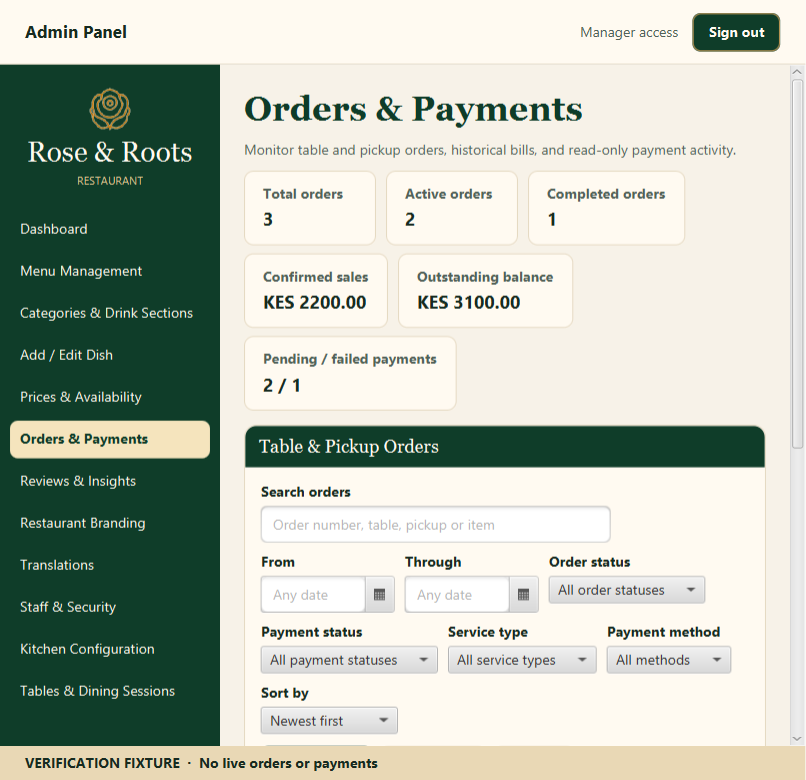 Admin Panel
Manager access
Sign out
Rose & Roots
RESTAURANT
Dashboard
Menu Management
Categories & Drink Sections
Add / Edit Dish
Prices & Availability
Orders & Payments
Reviews & Insights
Restaurant Branding
Translations
Staff & Security
Kitchen Configuration
Tables & Dining Sessions
Orders & Payments
Monitor table and pickup orders, historical bills, and read-only payment activity.
Total orders
3
Active orders
2
Completed orders
1
Confirmed sales
KES 2200.00
Outstanding balance
KES 3100.00
Pending / failed payments
2 / 1
Table & Pickup Orders
Search orders
Order number, table, pickup or item
From
Any date
Through
Any date
Order status
All order statuses
Payment status
All payment statuses
Service type
All service types
Payment method
All methods
Sort by
Newest first
VERIFICATION FIXTURE · No live orders or payments